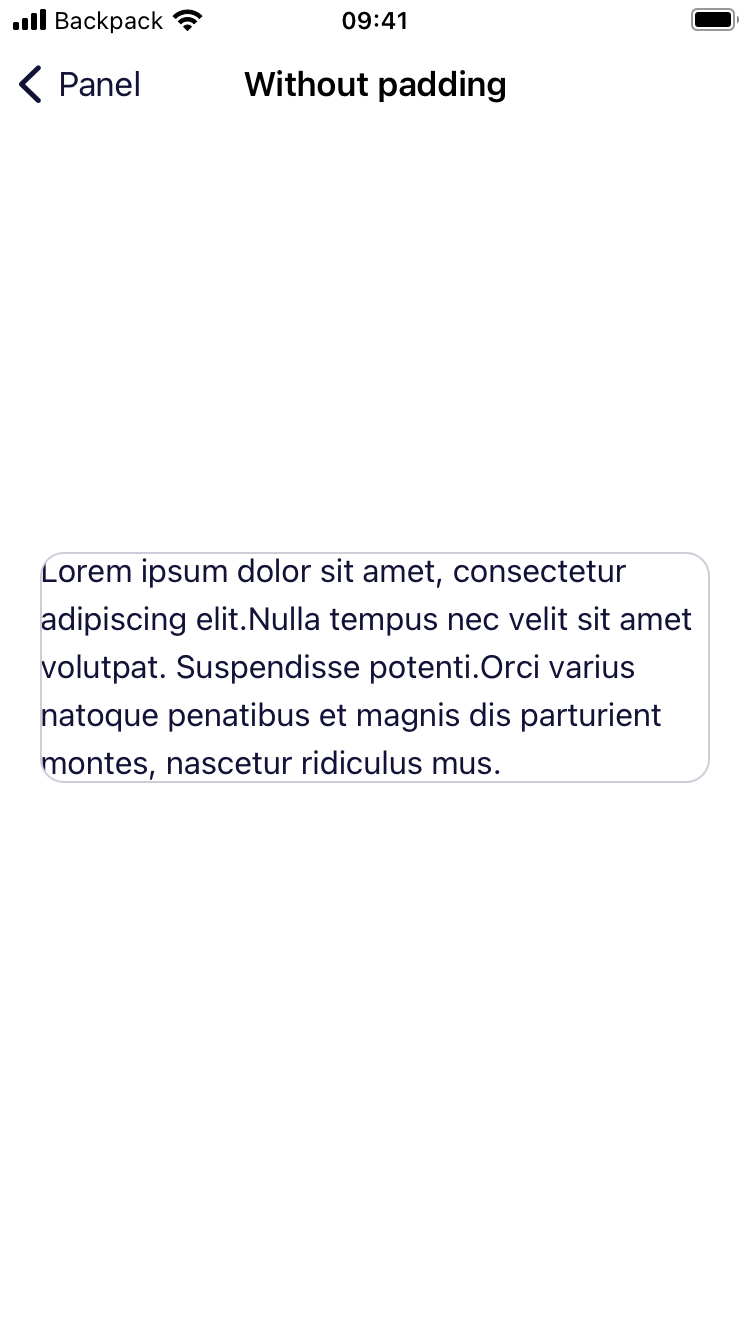 Backpack 09:41
Panel Without padding
Lorem ipsum dolor sit amet, consectetur
adipiscing elit.Nulla tempus nec velit sit amet
volutpat. Suspendisse potenti.Orci varius
natoque penatibus et magnis dis parturient
montes, nascetur ridiculus mus.